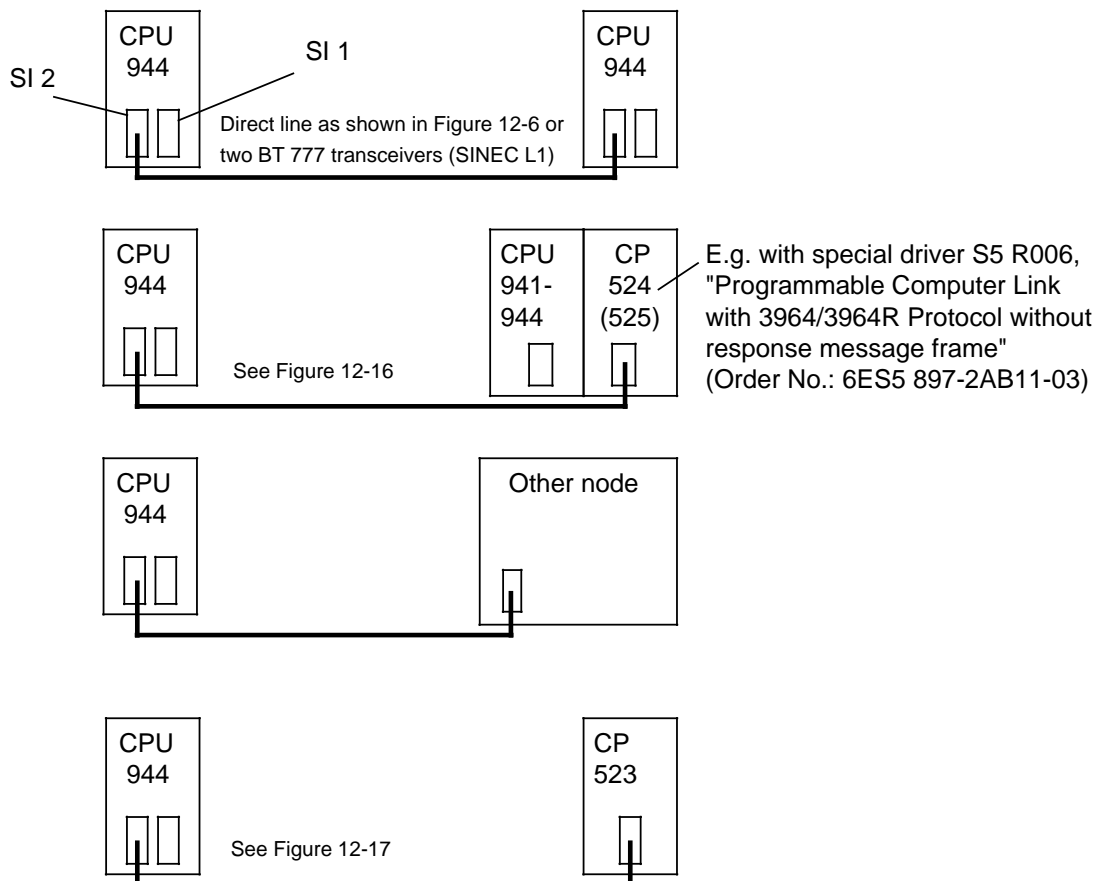 CPU
944
SI 1
SI 2
CPU
944
Direct line as shown in Figure 12-6 or
two BT 777 transceivers (SINEC L1)
CPU
944
See Figure 12-16
CPU
941-
944
CP
524
(525)
E.g. with special driver S5 R006,
"Programmable Computer Link
with 3964/3964R Protocol without
response message frame"
(Order No.: 6ES5 897-2AB11-03)
CPU
944
Other node
CPU
944
See Figure 12-17
CP
523